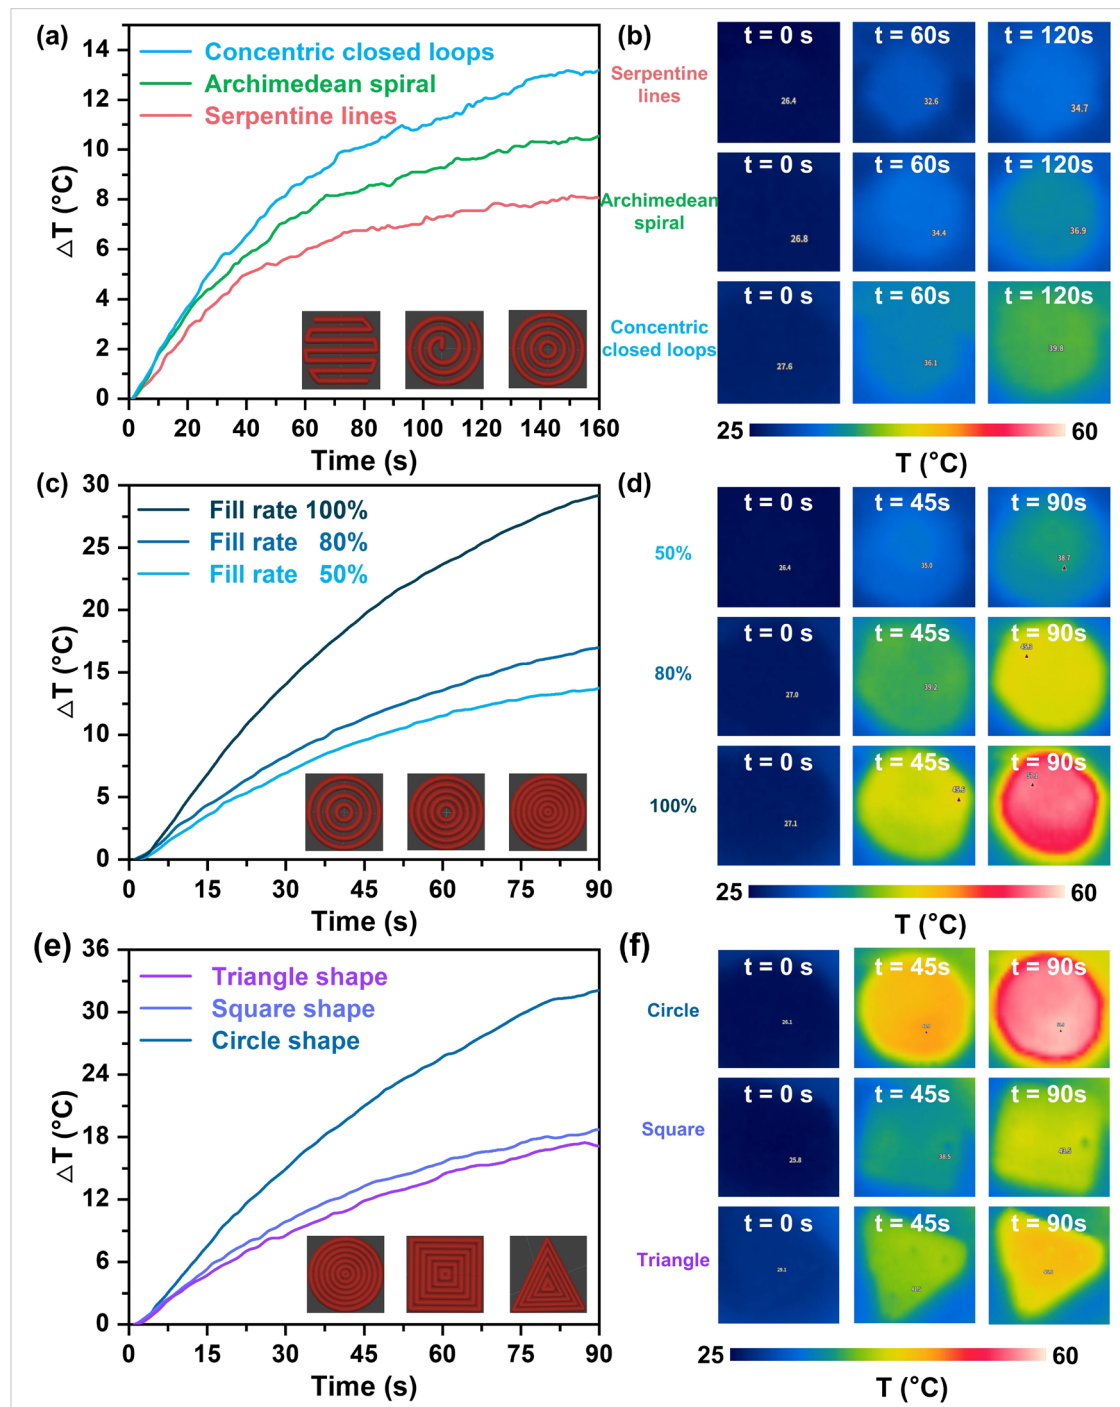 (a)
14
12
10
8
6
4
2
0
△T (°C)
Concentric closed loops
Archimedean spiral
Serpentine lines
0 20 40 60 80 100 120 140 160
Time (s)
(b)
Serpentine
lines
t = 0 s t = 60s t = 120s
26.4 32.6 34.7
Archimedean
spiral
t = 0 s t = 60s t = 120s
26.8 34.4 36.9
Concentric
closed loops
t = 0 s t = 60s t = 120s
27.6 36.1 39.8
25 60
T (°C)
(c)
30
25
20
15
10
5
0
△T (°C)
Fill rate 100%
Fill rate 80%
Fill rate 50%
0 15 30 45 60 75 90
Time (s)
(d)
50%
t = 0 s t = 45s t = 90s
26.4 35.0 38.7
80%
t = 0 s t = 45s t = 90s
27.0 39.2
100%
t = 0 s t = 45s t = 90s
27.1 45.6
25 60
T (°C)
(e)
36
30
24
18
12
6
0
△T (°C)
Triangle shape
Square shape
Circle shape
0 15 30 45 60 75 90
Time (s)
(f)
Circle
t = 0 s t = 45s t = 90s
26.1
Square
t = 0 s t = 45s t = 90s
25.8 38.5
Triangle
t = 0 s t = 45s t = 90s
25 60
T (°C)